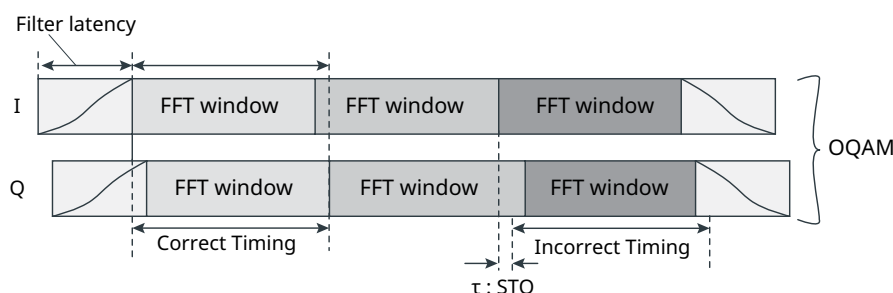 Filter latency
I
FFT window
FFT window
FFT window
OQAM
Q
FFT window
FFT window
FFT window
Correct Timing
Incorrect Timing
τ : STO